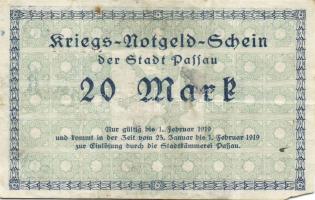 Kriegs-Notgeld-Schein
der Stadt Passau
20 Mark
Nur gültig bis 1. Februar 1919
und kommt in der Zeit vom 25. Januar bis 1. Februar 1919
zur Einlösung durch die Stadtkämmerei Passau.